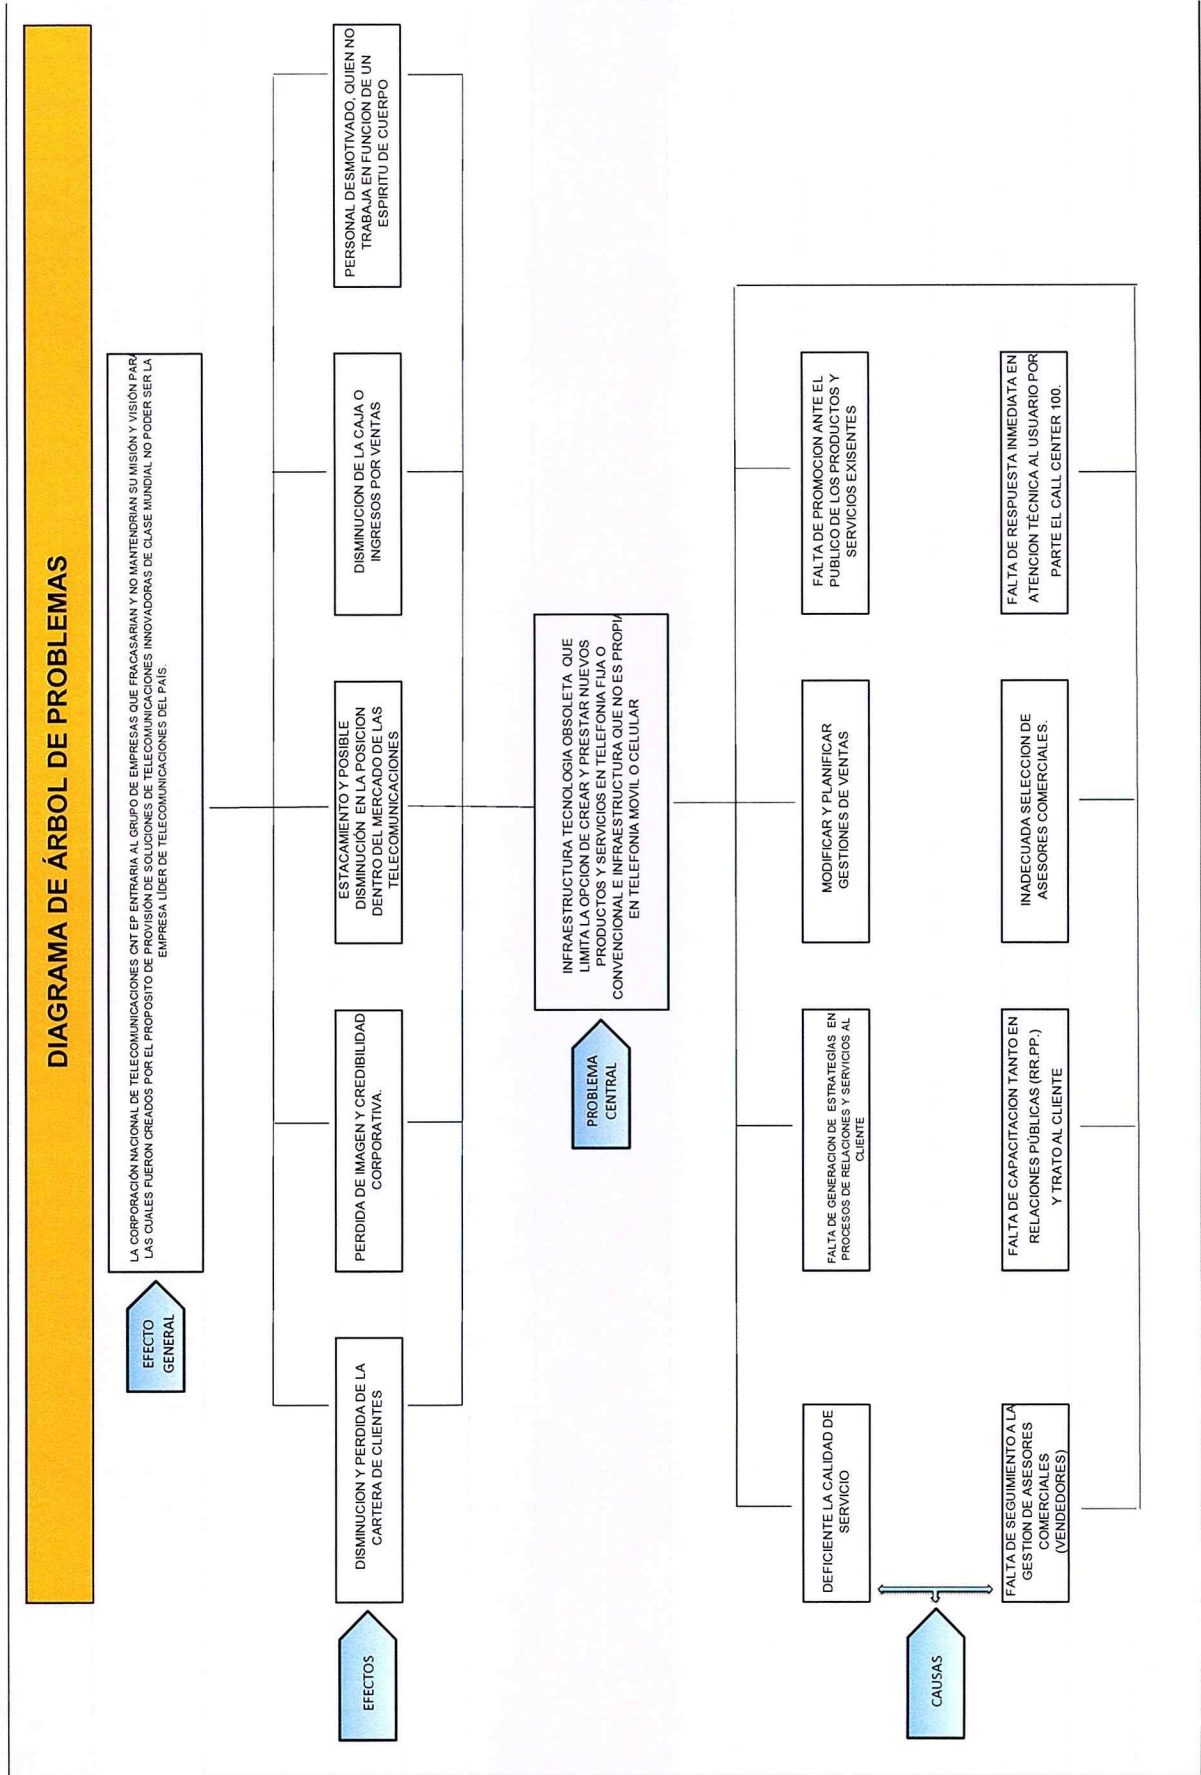 DIAGRAMA DE ÁRBOL DE PROBLEMAS
EFECTO
GENERAL
LA CORPORACIÓN NACIONAL DE TELECOMUNICACIONES CNT EP ENTRARIA AL GRUPO DE EMPRESAS QUE FRACASARIAN Y NO MANTENDRIAN SU MISIÓN Y VISIÓN PARA
LAS CUALES FUERON CREADOS POR EL PROPOSITO DE PROVISIÓN DE SOLUCIONES DE TELECOMUNICACIONES INNOVADORAS DE CLASE MUNDIAL NO PODER SER LA
EMPRESA LÍDER DE TELECOMUNICACIONES DEL PAÍS.
EFECTOS
DISMINUCION Y PERDIDA DE LA
CARTERA DE CLIENTES
PERDIDA DE IMAGEN Y CREDIBILIDAD
CORPORATIVA.
ESTACAMIENTO Y POSIBLE
DISMINUCIÓN EN LA POSICION
DENTRO DEL MERCADO DE LAS
TELECOMUNICACIONES
DISMINUCION DE LA CAJA O
INGRESOS POR VENTAS
PERSONAL DESMOTIVADO, QUIEN NO
TRABAJA EN FUNCION DE UN
ESPIRITU DE CUERPO
PROBLEMA
CENTRAL
INFRAESTRUCTURA TECNOLOGIA OBSOLETA QUE
LIMITA LA OPCION DE CREAR Y PRESTAR NUEVOS
PRODUCTOS Y SERVICIOS EN TELEFONIA FIJA O
CONVENCIONAL E INFRAESTRUCTURA QUE NO ES PROPIA
EN TELEFONIA MOVIL O CELULAR
CAUSAS
DEFICIENTE LA CALIDAD DE
SERVICIO
FALTA DE GENERACION DE ESTRATEGÍAS EN
PROCESOS DE RELACIONES Y SERVICIOS AL
CLIENTE
MODIFICAR Y PLANIFICAR
GESTIONES DE VENTAS
FALTA DE PROMOCION ANTE EL
PUBLICO DE LOS PRODUCTOS Y
SERVICIOS EXISENTES
FALTA DE SEGUIMIENTO A LA
GESTION DE ASESORES
COMERCIALES
(VENDEDORES)
FALTA DE CAPACITACION TANTO EN
RELACIONES PÚBLICAS (RR.PP.)
Y TRATO AL CLIENTE
INADECUADA SELECCION DE
ASESORES COMERCIALES.
FALTA DE RESPUESTA INMEDIATA EN
ATENCION TÉCNICA AL USUARIO POR
PARTE EL CALL CENTER 100.